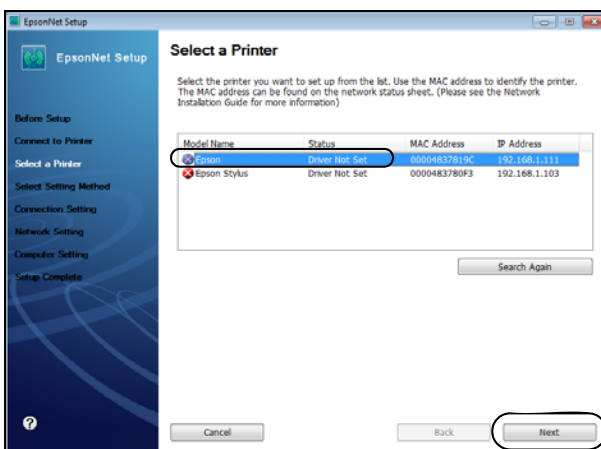 EpsonNet Setup
EpsonNet Setup
Before Setup
Connect to Printer
Select a Printer
Select Setting Method
Connection Setting
Network Setting
Computer Setting
Setup Complete
Select a Printer
Select the printer you want to set up from the list. Use the MAC address to identify the printer.
The MAC address can be found on the network status sheet. (Please see the Network
Installation Guide for more information)
Model Name Status MAC Address IP Address
Epson Driver Not Set 00004837819C 192.168.1.111
Epson Stylus Driver Not Set 0000483780F3 192.168.1.103
Search Again
?
Cancel Back Next